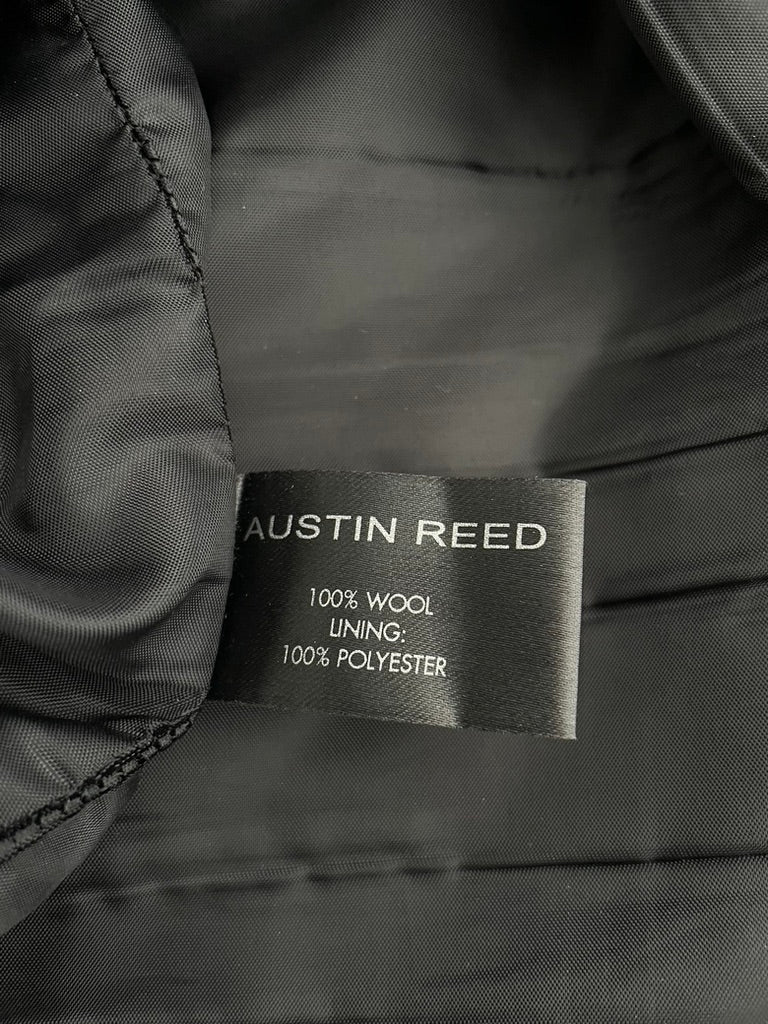 AUSTIN REED
100% WOOL
LINING:
100% POLYESTER